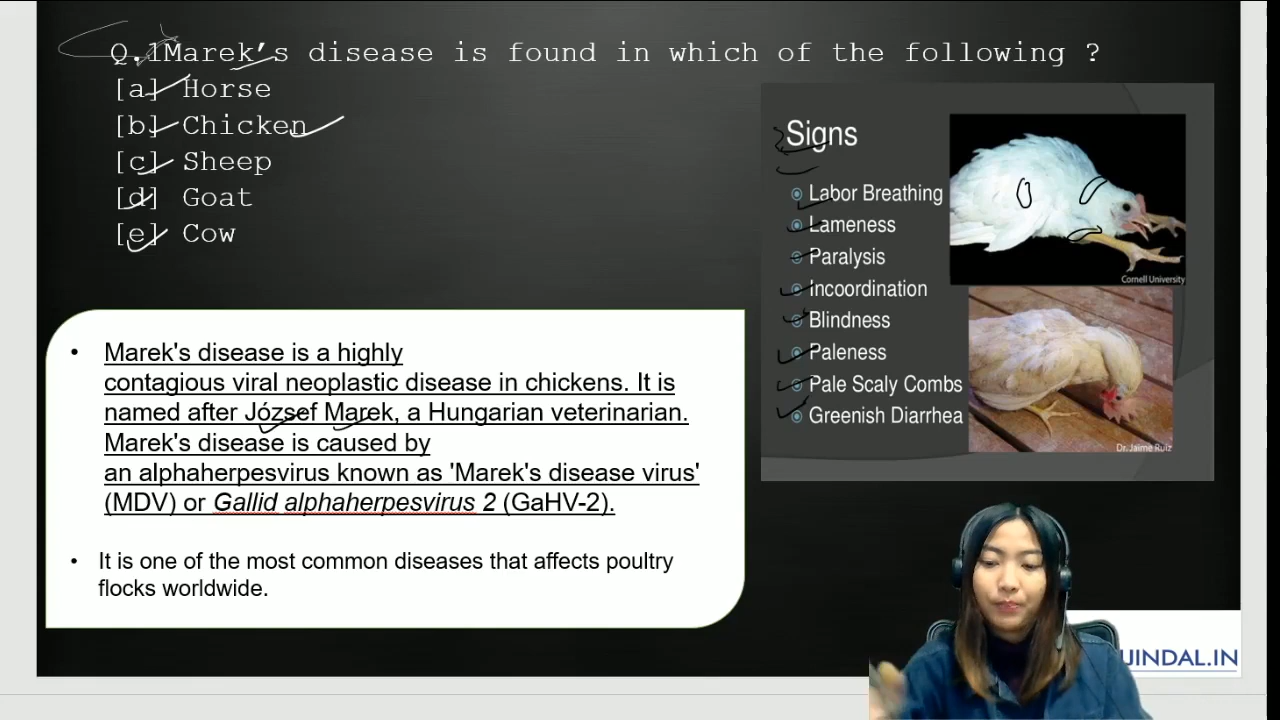 Q.1Marek's disease is found in which of the following ?
[a] Horse
[b] Chicken
[c] Sheep
[d] Goat
[e] Cow
Signs
Labor Breathing
Lameness
Paralysis
Incoordination
Blindness
Paleness
Pale Scaly Combs
Greenish Diarrhea
Cornell University
Dr. Jaime Ruiz
• Marek's disease is a highly
contagious viral neoplastic disease in chickens. It is
named after József Marek, a Hungarian veterinarian.
Marek's disease is caused by
an alphaherpesvirus known as 'Marek's disease virus'
(MDV) or Gallid alphaherpesvirus 2 (GaHV-2).
• It is one of the most common diseases that affects poultry
flocks worldwide.
UINDAL.IN